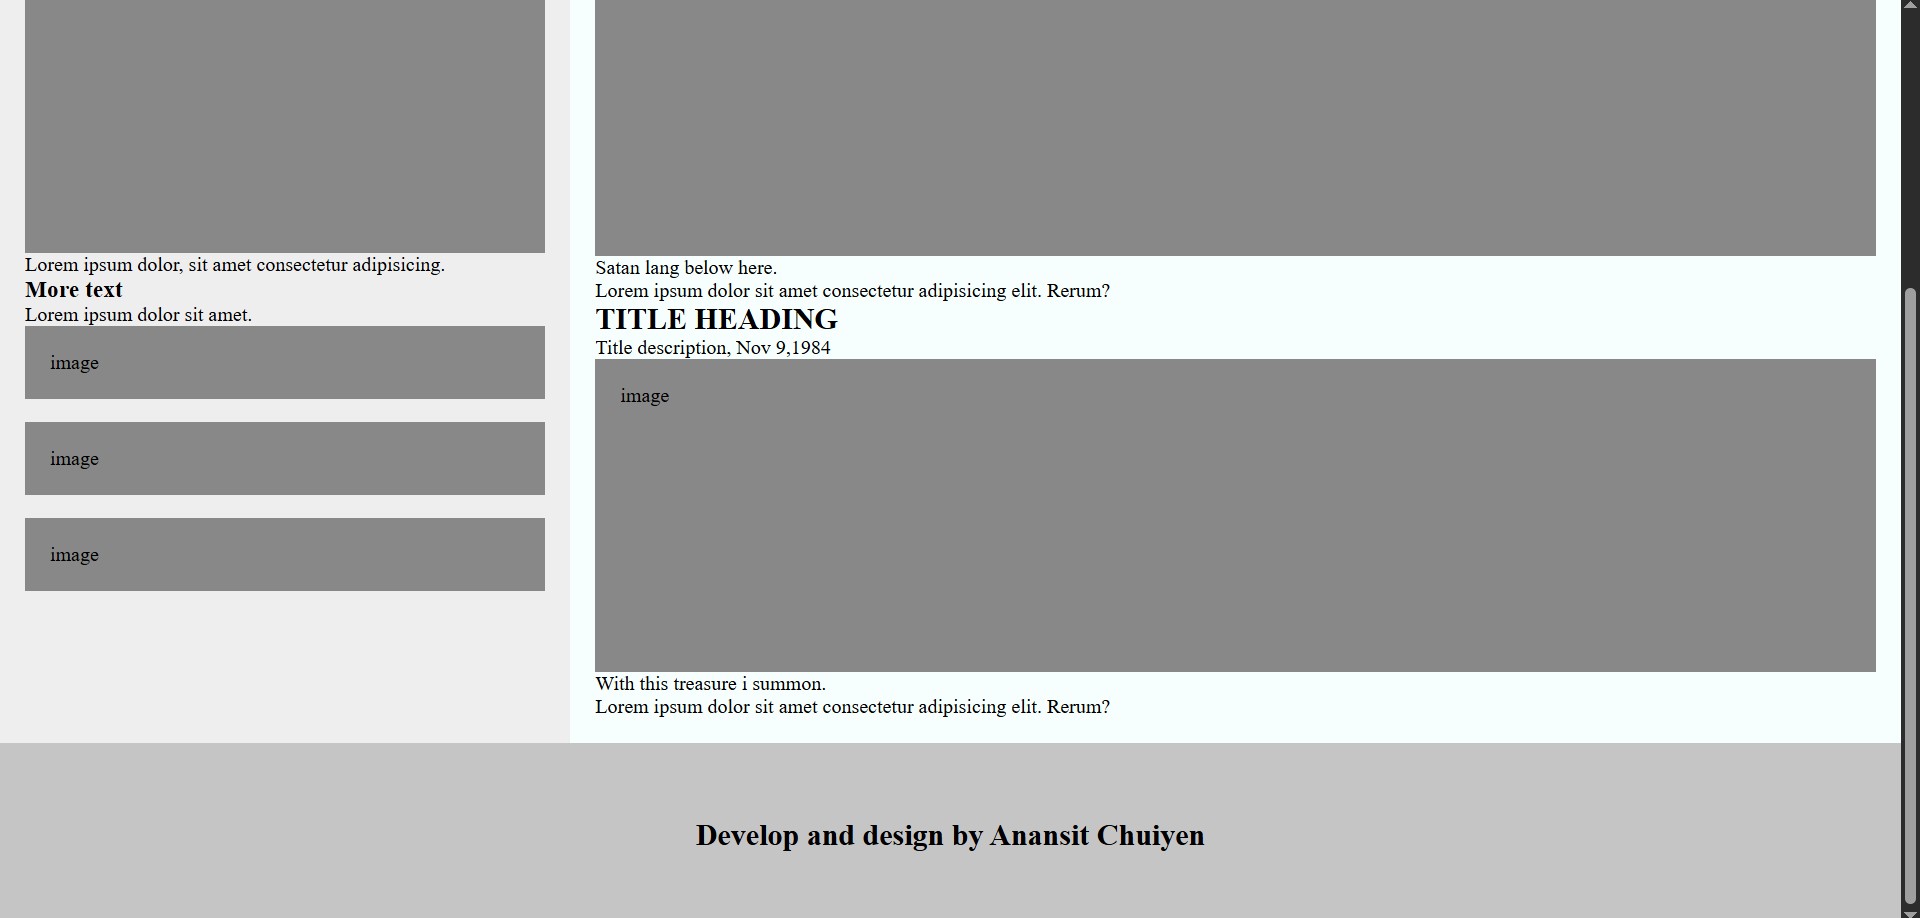 Lorem ipsum dolor, sit amet consectetur adipisicing.
More text
Lorem ipsum dolor sit amet.
image
image
image
Satan lang below here.
Lorem ipsum dolor sit amet consectetur adipisicing elit. Rerum?
TITLE HEADING
Title description, Nov 9,1984
image
With this treasure i summon.
Lorem ipsum dolor sit amet consectetur adipisicing elit. Rerum?
Develop and design by Anansit Chuiyen